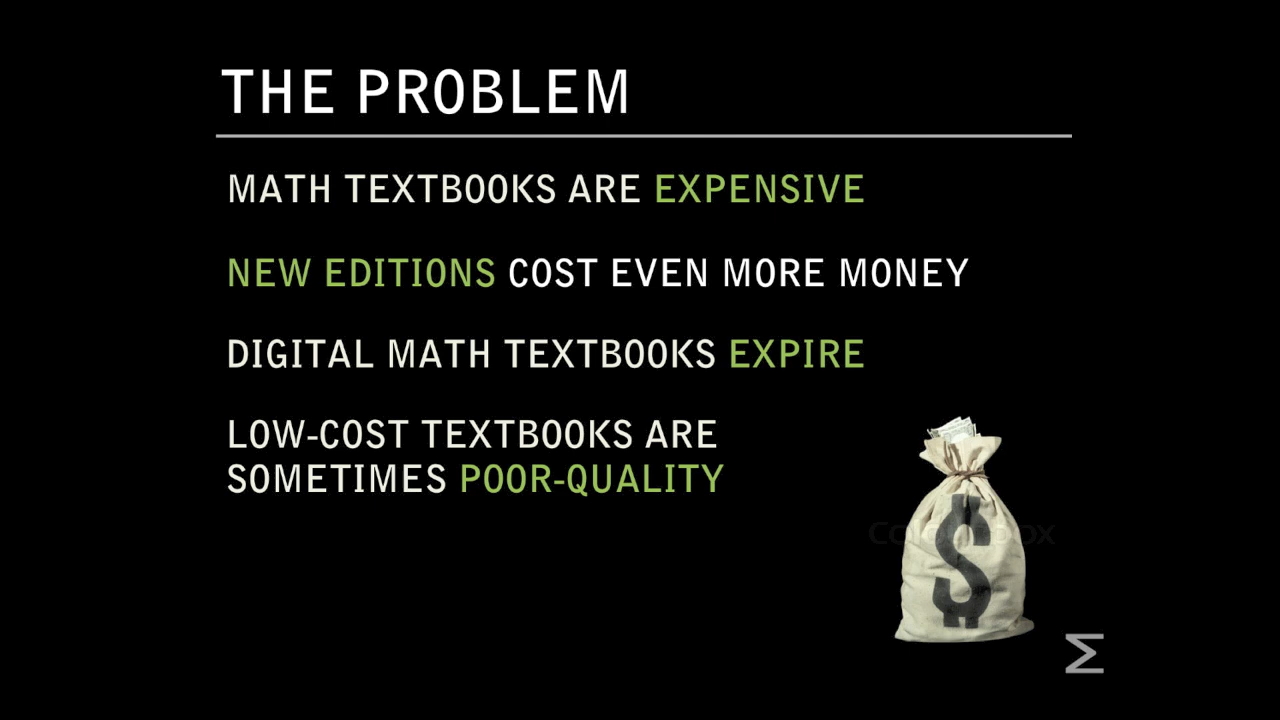 THE PROBLEM
MATH TEXTBOOKS ARE EXPENSIVE
NEW EDITIONS COST EVEN MORE MONEY
DIGITAL MATH TEXTBOOKS EXPIRE
LOW-COST TEXTBOOKS ARE
SOMETIMES POOR-QUALITY
$
Σ